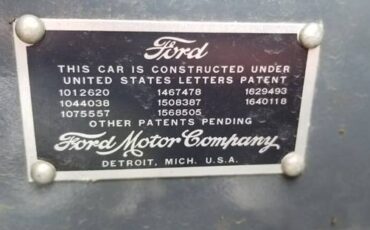 Ford
THIS CAR IS CONSTRUCTED UNDER
UNITED STATES LETTERS PATENT
1012620 1467478 1629493
1044038 1508387 1640118
1075557 1568505
OTHER PATENTS PENDING
Ford Motor Company
DETROIT, MICH. U.S.A.